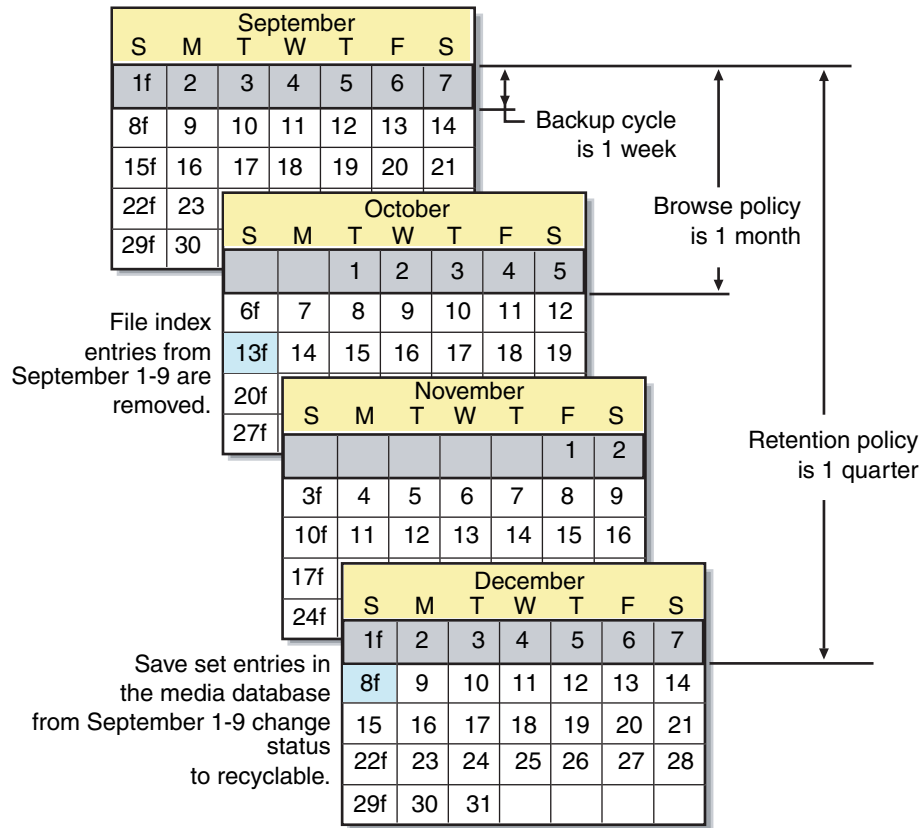 September
S M T W T F S
1f 2 3 4 5 6 7
8f 9 10 11 12 13 14
15f 16 17 18 19 20 21
22f 23
29f 30
Backup cycle
is 1 week
Browse policy
is 1 month
Retention policy
is 1 quarter
October
S M T W T F S
1 2 3 4 5
6f 7 8 9 10 11 12
13f 14 15 16 17 18 19
20f
27f
File index
entries from
September 1-9 are
removed.
November
S M T W T F S
1 2
3f 4 5 6 7 8 9
10f 11 12 13 14 15 16
17f
24f
December
S M T W T F S
1f 2 3 4 5 6 7
8f 9 10 11 12 13 14
15 16 17 18 19 20 21
22f 23 24 25 26 27 28
29f 30 31
Save set entries in
the media database
from September 1-9 change
status
to recyclable.